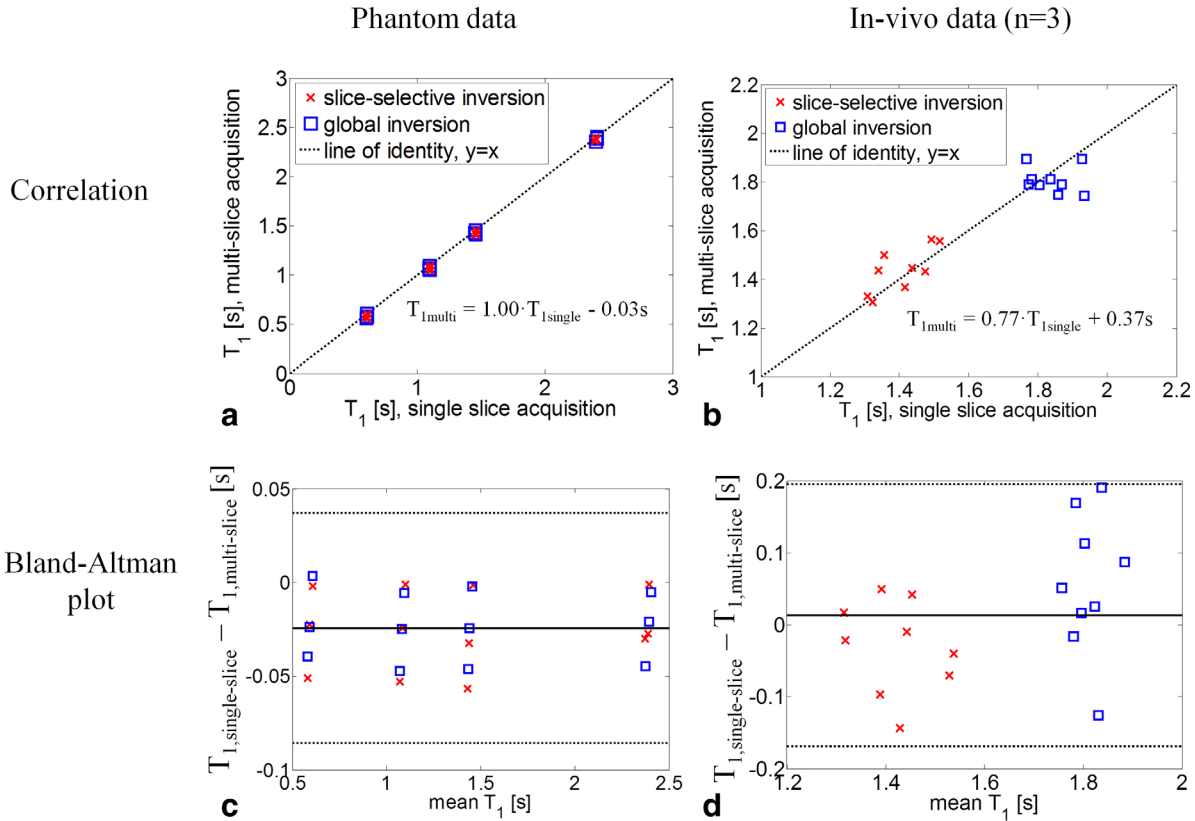 Phantom data
In-vivo data (n=3)
Correlation
T1 [s], multi-slice acquisition
3
2.5
2
1.5
1
0.5
0
× slice-selective inversion
□ global inversion
line of identity, y=x
T1multi = 1.00·T1single - 0.03s
0 1 2 3
T1 [s], single slice acquisition
a
T1 [s], multi-slice acquisition
2.2
2
1.8
1.6
1.4
1.2
1
× slice-selective inversion
□ global inversion
line of identity, y=x
T1multi = 0.77·T1single + 0.37s
1 1.2 1.4 1.6 1.8 2 2.2
T1 [s], single slice acquisition
b
Bland-Altman
plot
T1,single-slice – T1,multi-slice [s]
0.05
0
-0.05
-0.1
0.5 1 1.5 2 2.5
mean T1 [s]
c
T1,single-slice – T1,multi-slice [s]
0.2
0.1
0
-0.1
-0.2
1.2 1.4 1.6 1.8 2
mean T1 [s]
d